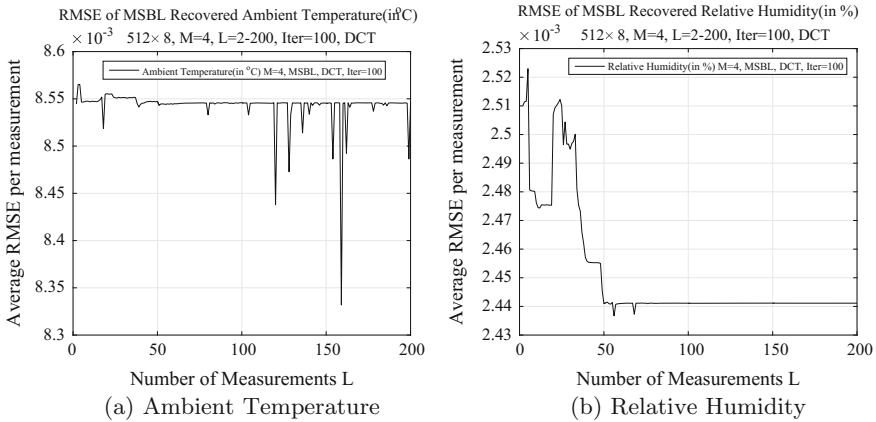 RMSE of MSBL Recovered Ambient Temperature(in°C)
× 10⁻³ 512× 8, M=4, L=2-200, Iter=100, DCT
Ambient Temperature(in °C) M=4, MSBL, DCT, Iter=100
Average RMSE per measurement
8.6
8.55
8.5
8.45
8.4
8.35
8.3
0 50 100 150 200
Number of Measurements L
(a) Ambient Temperature
RMSE of MSBL Recovered Relative Humidity(in %)
× 10⁻³ 512× 8, M=4, L=2-200, Iter=100, DCT
Relative Humidity(in %) M=4, MSBL, DCT, Iter=100
Average RMSE per measurement
2.53
2.52
2.51
2.5
2.49
2.48
2.47
2.46
2.45
2.44
2.43
0 50 100 150 200
Number of Measurements L
(b) Relative Humidity